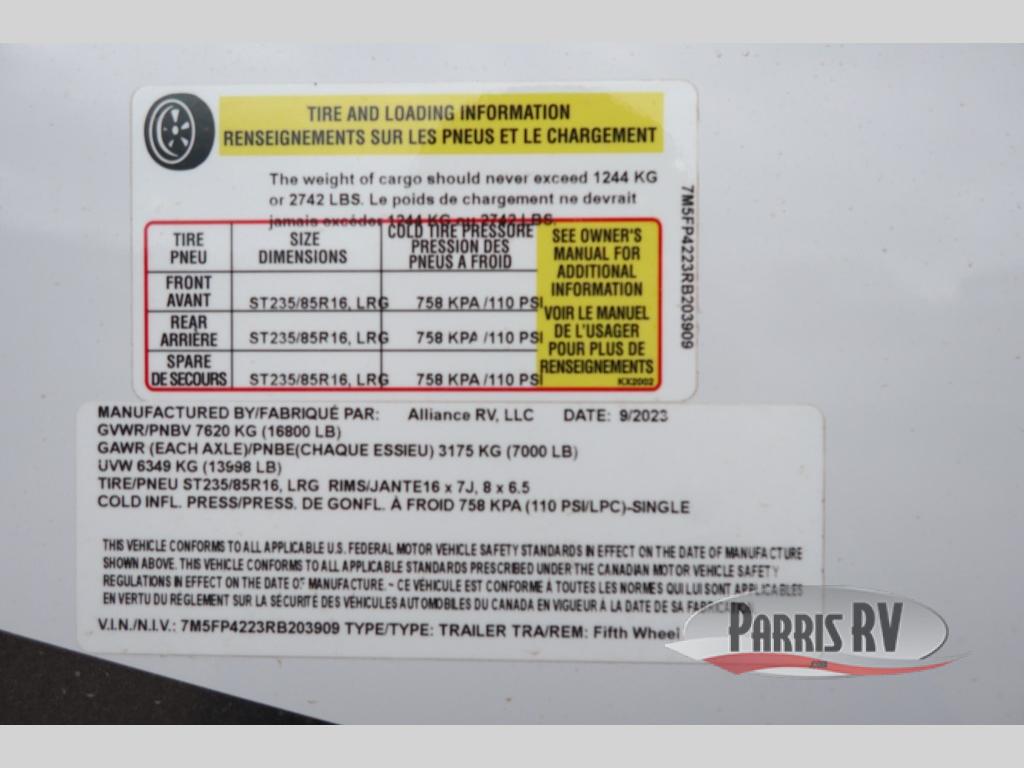 TIRE AND LOADING INFORMATION
RENSEIGNEMENTS SUR LES PNEUS ET LE CHARGEMENT
The weight of cargo should never exceed 1244 KG
or 2742 LBS. Le poids de chargement ne devrait
jamais excéder 1244 KG ou 2742 LBS.
TIRE
PNEU
SIZE
DIMENSIONS
COLD TIRE PRESSURE
PRESSION DES
PNEUS A FROID
FRONT
AVANT
ST235/85R16, LRG
758 KPA /110 PSI
REAR
ARRIÈRE
ST235/85R16, LRG
758 KPA /110 PSI
SPARE
DE SECOURS
ST235/85R16, LRG
758 KPA /110 PSI
SEE OWNER'S
MANUAL FOR
ADDITIONAL
INFORMATION
VOIR LE MANUEL
DE L'USAGER
POUR PLUS DE
RENSEIGNEMENTS
KX2002
7M5FP4223RB203909
MANUFACTURED BY/FABRIQUÉ PAR: Alliance RV, LLC DATE: 9/2023
GVWR/PNBV 7620 KG (16800 LB)
GAWR (EACH AXLE)/PNBE(CHAQUE ESSIEU) 3175 KG (7000 LB)
UVW 6349 KG (13998 LB)
TIRE/PNEU ST235/85R16, LRG RIMS/JANTE16 x 7J, 8 x 6.5
COLD INFL. PRESS/PRESS. DE GONFL. À FROID 758 KPA (110 PSI/LPC)-SINGLE
THIS VEHICLE CONFORMS TO ALL APPLICABLE U.S. FEDERAL MOTOR VEHICLE SAFETY STANDARDS IN EFFECT ON THE DATE OF MANUFACTURE
SHOWN ABOVE. THIS VEHICLE CONFORMS TO ALL APPLICABLE STANDARDS PRESCRIBED UNDER THE CANADIAN MOTOR VEHICLE SAFETY
REGULATIONS IN EFFECT ON THE DATE OF MANUFACTURE. - CE VÉHICULE EST CONFORME À TOUTES LES NORMES QUI LUI SONT APPLICABLES
EN VERTU DU RÈGLEMENT SUR LA SÉCURITÉ DES VÉHICULES AUTOMOBILES DU CANADA EN VIGUEUR À LA DATE DE SA FABRICATION
V.I.N./N.I.V.: 7M5FP4223RB203909 TYPE/TYPE: TRAILER TRA/REM: Fifth Wheel
PARRIS RV
.com